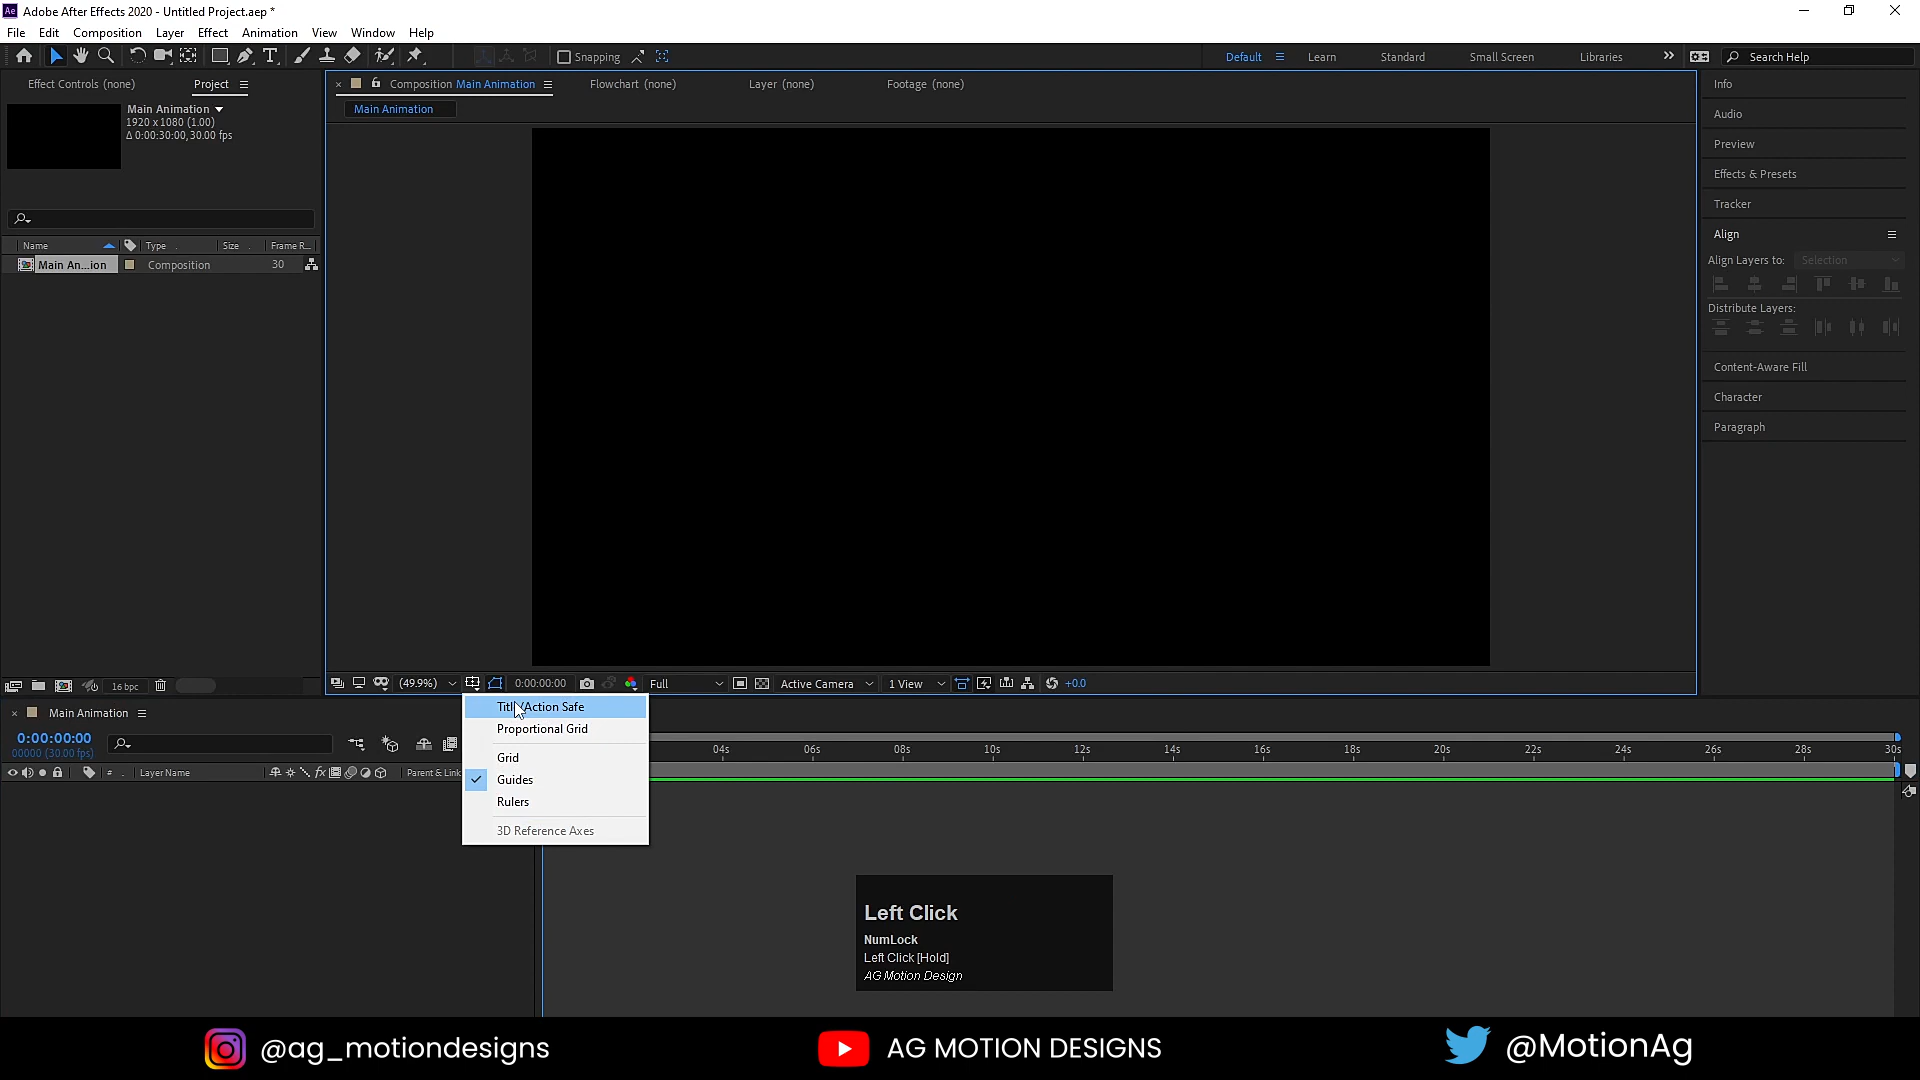 Ae Adobe After Effects 2020 - Untitled Project.aep *
File Edit Composition Layer Effect Animation View Window Help
Snapping Default Learn Standard Small Screen Libraries Search Help
Effect Controls (none) Project
Composition Main Animation Flowchart (none) Layer (none) Footage (none)
Main Animation
Main Animation
1920 x 1080 (1.00)
Δ 0:00:30:00, 30.00 fps
Name Type Size Frame R...
Main An...ion Composition 30
16 bpc
Info
Audio
Preview
Effects & Presets
Tracker
Align
Align Layers to: Selection
Distribute Layers:
Content-Aware Fill
Character
Paragraph
(49.9%) 0:00:00:00 Full Active Camera 1 View +0.0
Title/Action Safe
Proportional Grid
Grid
Guides
Rulers
3D Reference Axes
Main Animation
0:00:00:00
00000 (30.00 fps)
# Layer Name Parent & Link
04s 06s 08s 10s 12s 14s 16s 18s 20s 22s 24s 26s 28s 30s
Left Click
NumLock
Left Click [Hold]
AG Motion Design
@ag_motiondesigns AG MOTION DESIGNS @MotionAg